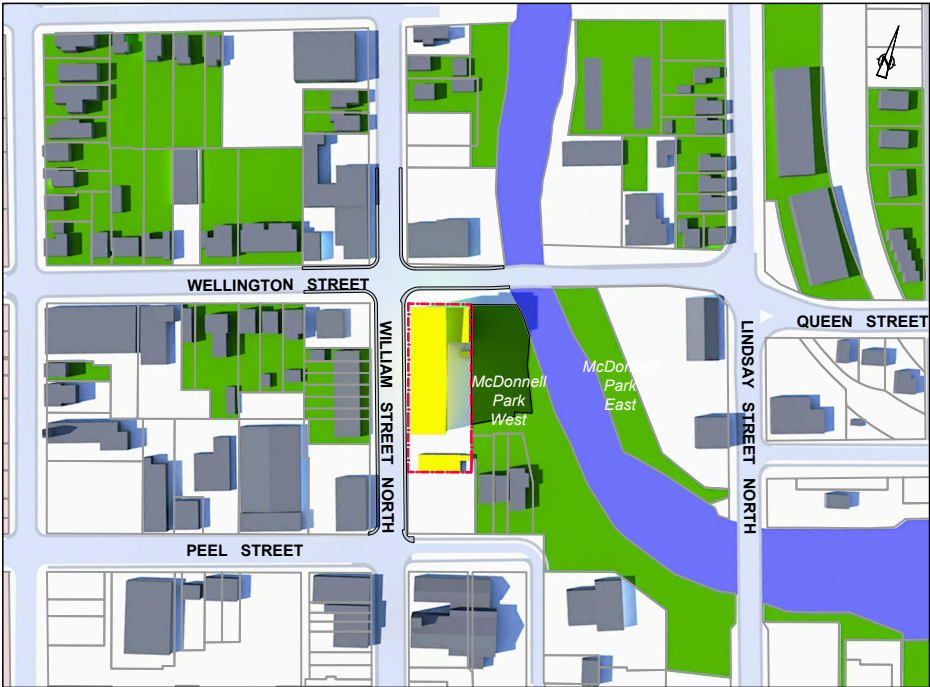 WELLINGTON STREET
QUEEN STREET
WILLIAM STREET NORTH
LINDSAY STREET NORTH
McDonnell
Park
West
McDonnell
Park
East
PEEL STREET
N